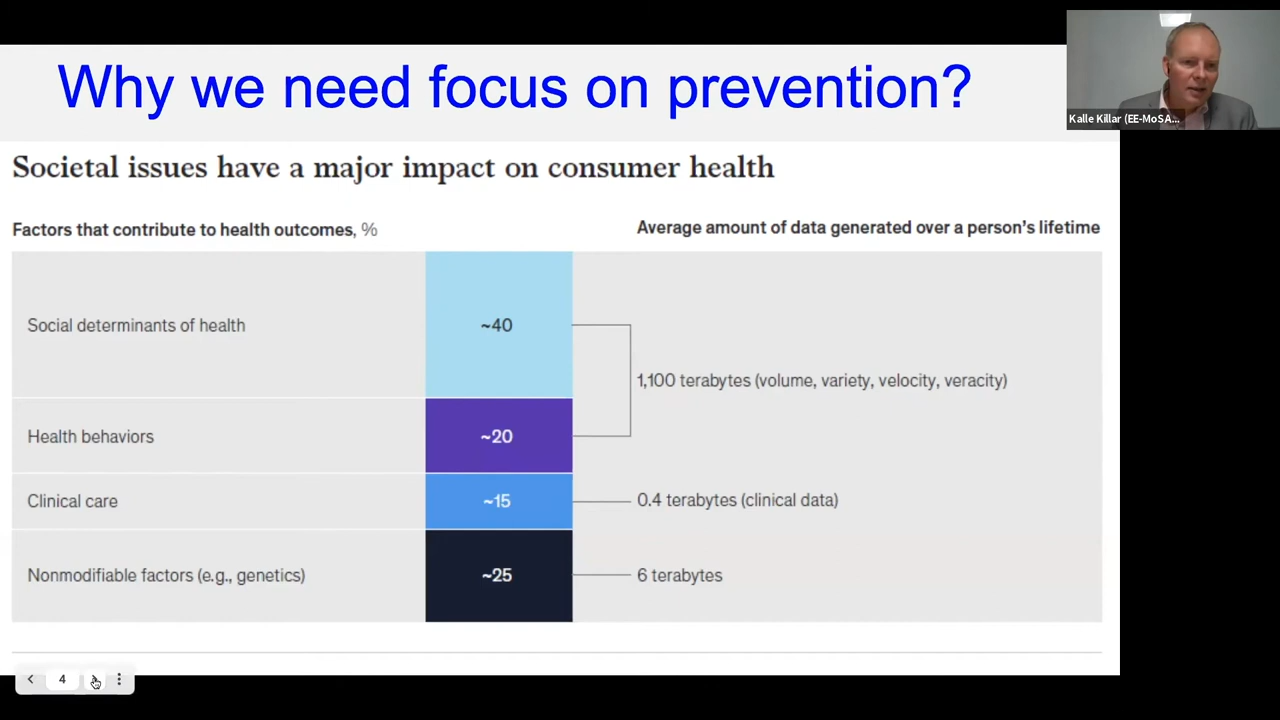 Why we need focus on prevention?
Kalle Killar (EE-MoSA...
Societal issues have a major impact on consumer health
Factors that contribute to health outcomes, %
Average amount of data generated over a person's lifetime
Social determinants of health
~40
1,100 terabytes (volume, variety, velocity, veracity)
Health behaviors
~20
Clinical care
~15
0.4 terabytes (clinical data)
Nonmodifiable factors (e.g., genetics)
~25
6 terabytes
4